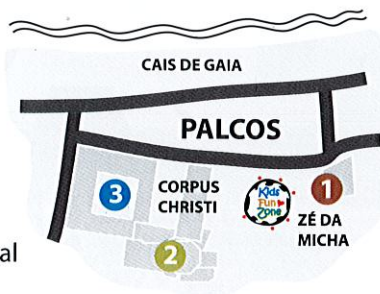 CAIS DE GAIA
PALCOS
3
CORPUS
CHRISTI
Kids
Fun
Zone
1
ZÉ DA
MICHA
al
2